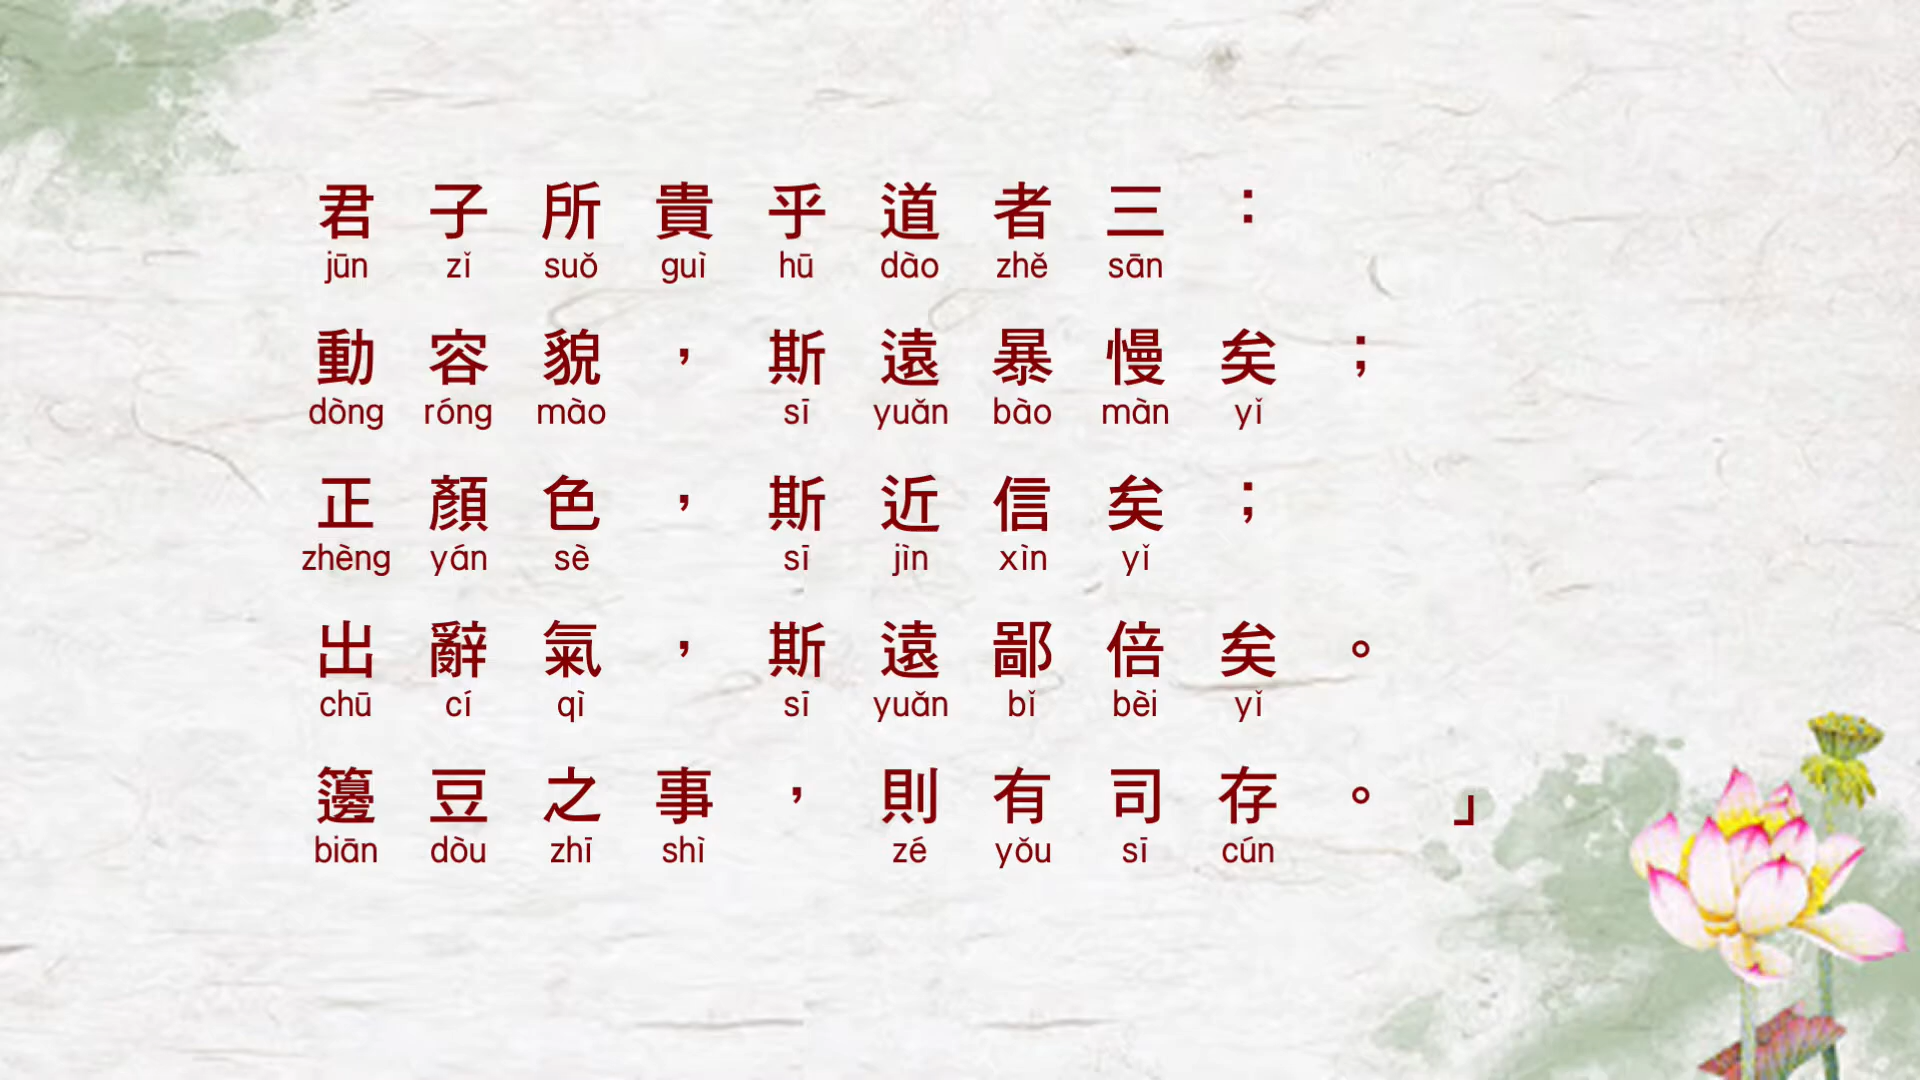 君子所貴乎道者三：
jūn zǐ suǒ guì hū dào zhě sān
動容貌，斯遠暴慢矣；
dòng róng mào sī yuǎn bào màn yǐ
正顏色，斯近信矣；
zhèng yán sè sī jìn xìn yǐ
出辭氣，斯遠鄙倍矣。
chū cí qì sī yuǎn bǐ bèi yǐ
籩豆之事，則有司存。」
biān dòu zhī shì zé yǒu sī cún